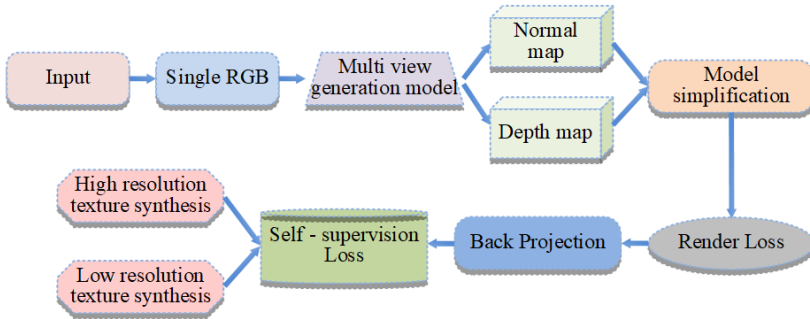 Input
Single RGB
Multi view
generation model
Normal
map
Depth map
Model
simplification
High resolution
texture synthesis
Self - supervision
Loss
Back Projection
Render Loss
Low resolution
texture synthesis